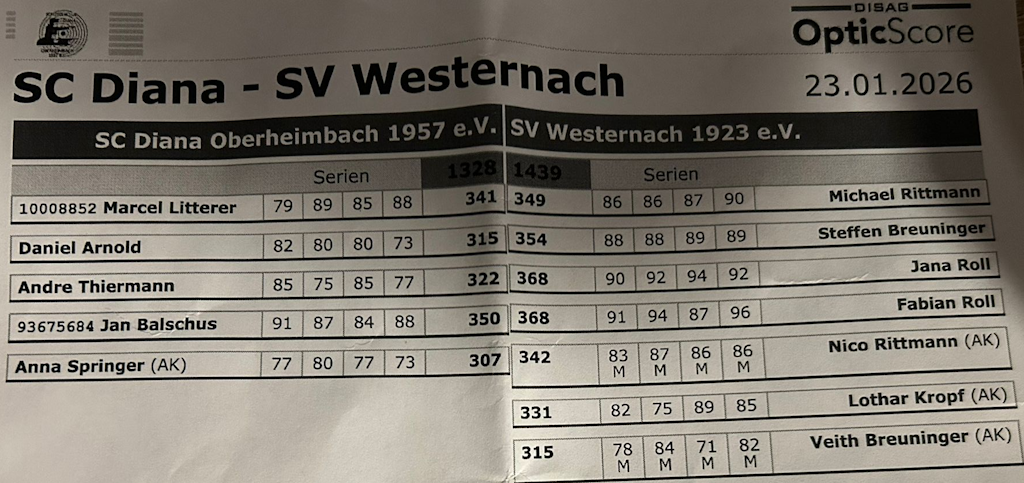 DISAG
OpticScore
SC Diana - SV Westernach 23.01.2026
SC Diana Oberheimbach 1957 e.V. SV Westernach 1923 e.V.
Serien 1328 1439 Serien
10008852 Marcel Litterer 79 89 85 88 341 349 86 86 87 90 Michael Rittmann
Daniel Arnold 82 80 80 73 315 354 88 88 89 89 Steffen Breuninger
Andre Thiermann 85 75 85 77 322 368 90 92 94 92 Jana Roll
93675684 Jan Balschus 91 87 84 88 350 368 91 94 87 96 Fabian Roll
Anna Springer (AK) 77 80 77 73 307 342 83 87 86 86 Nico Rittmann (AK)
M M M M
331 82 75 89 85 Lothar Kropf (AK)
315 78 84 71 82 Veith Breuninger (AK)
M M M M